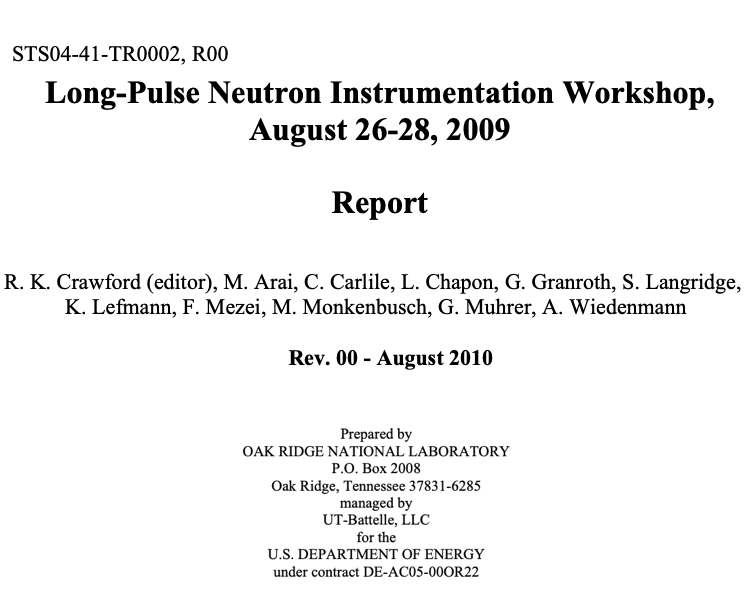 STS04-41-TR0002, R00
Long-Pulse Neutron Instrumentation Workshop,
August 26-28, 2009
Report
R. K. Crawford (editor), M. Arai, C. Carlile, L. Chapon, G. Granroth, S. Langridge,
K. Lefmann, F. Mezei, M. Monkenbusch, G. Muhrer, A. Wiedenmann
Rev. 00 - August 2010
Prepared by
OAK RIDGE NATIONAL LABORATORY
P.O. Box 2008
Oak Ridge, Tennessee 37831-6285
managed by
UT-Battelle, LLC
for the
U.S. DEPARTMENT OF ENERGY
under contract DE-AC05-00OR22